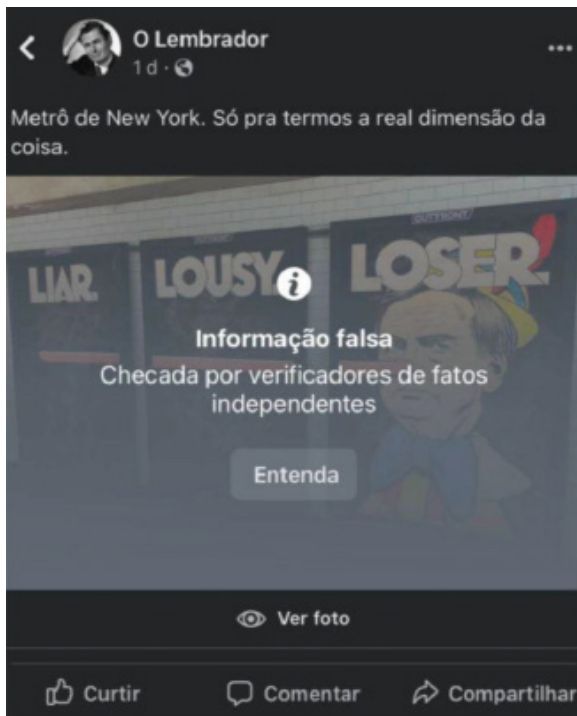 O Lembrador
1 d ·
Metrô de New York. Só pra termos a real dimensão da
coisa.
LIAR.
LOUSY.
LOSER!
Informação falsa
Checada por verificadores de fatos
independentes
Entenda
Ver foto
Curtir
Comentar
Compartilhar